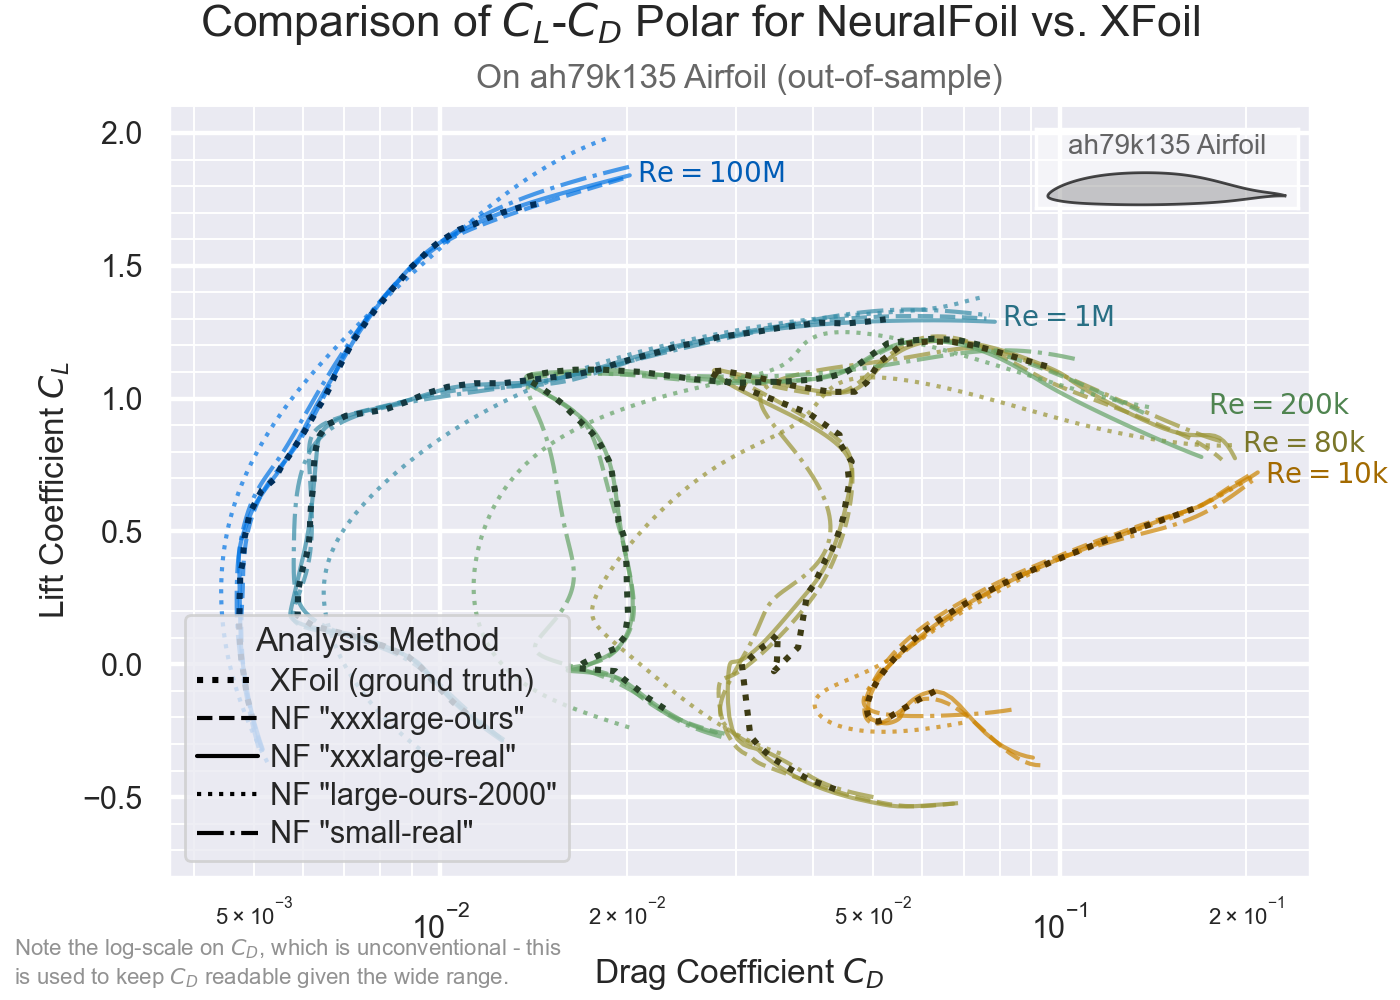 Comparison of C_L-C_D Polar for NeuralFoil vs. XFoil
On ah79k135 Airfoil (out-of-sample)
ah79k135 Airfoil
Re = 100M
Re = 1M
Re = 200k
Re = 80k
Re = 10k
Lift Coefficient C_L
2.0
1.5
1.0
0.5
0.0
−0.5
Analysis Method
XFoil (ground truth)
NF "xxxlarge-ours"
NF "xxxlarge-real"
NF "large-ours-2000"
NF "small-real"
5 × 10⁻³
10⁻²
2 × 10⁻²
5 × 10⁻²
10⁻¹
2 × 10⁻¹
Drag Coefficient C_D
Note the log-scale on C_D, which is unconventional - this
is used to keep C_D readable given the wide range.